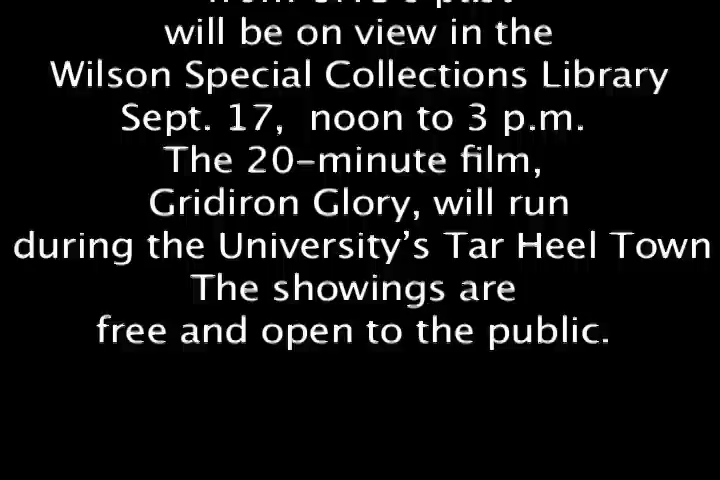 will be on view in the
Wilson Special Collections Library
Sept. 17, noon to 3 p.m.
The 20-minute film,
Gridiron Glory, will run
during the University's Tar Heel Town
The showings are
free and open to the public.